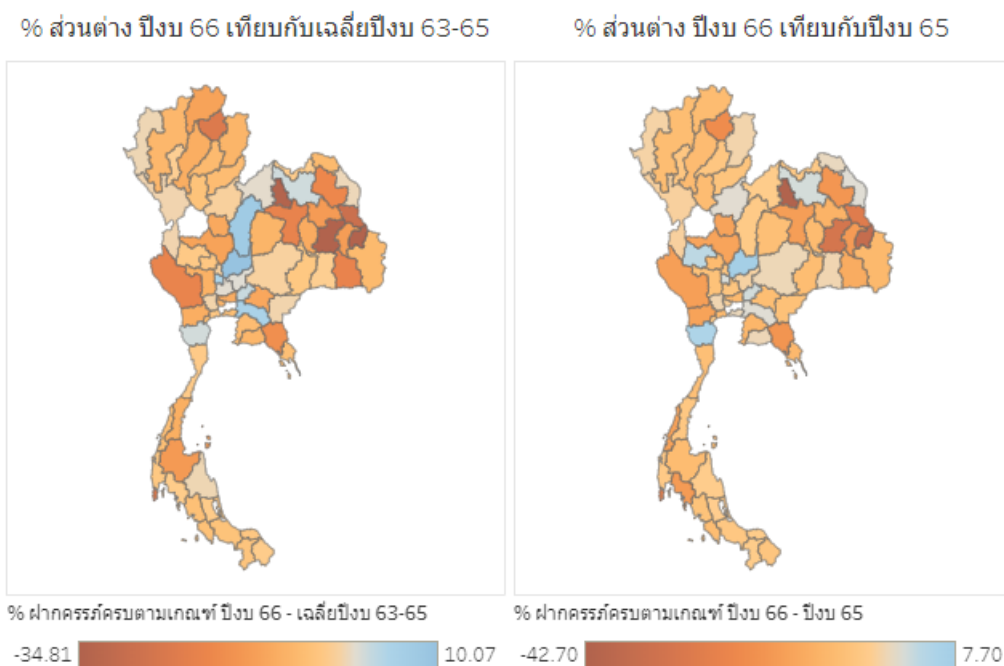 % ส่วนต่าง ปีงบ 66 เทียบกับเฉลี่ยปีงบ 63-65
% ส่วนต่าง ปีงบ 66 เทียบกับปีงบ 65
% ฝากครรภ์ครบตามเกณฑ์ ปีงบ 66 - เฉลี่ยปีงบ 63-65
% ฝากครรภ์ครบตามเกณฑ์ ปีงบ 66 - ปีงบ 65
-34.81 10.07
-42.70 7.70